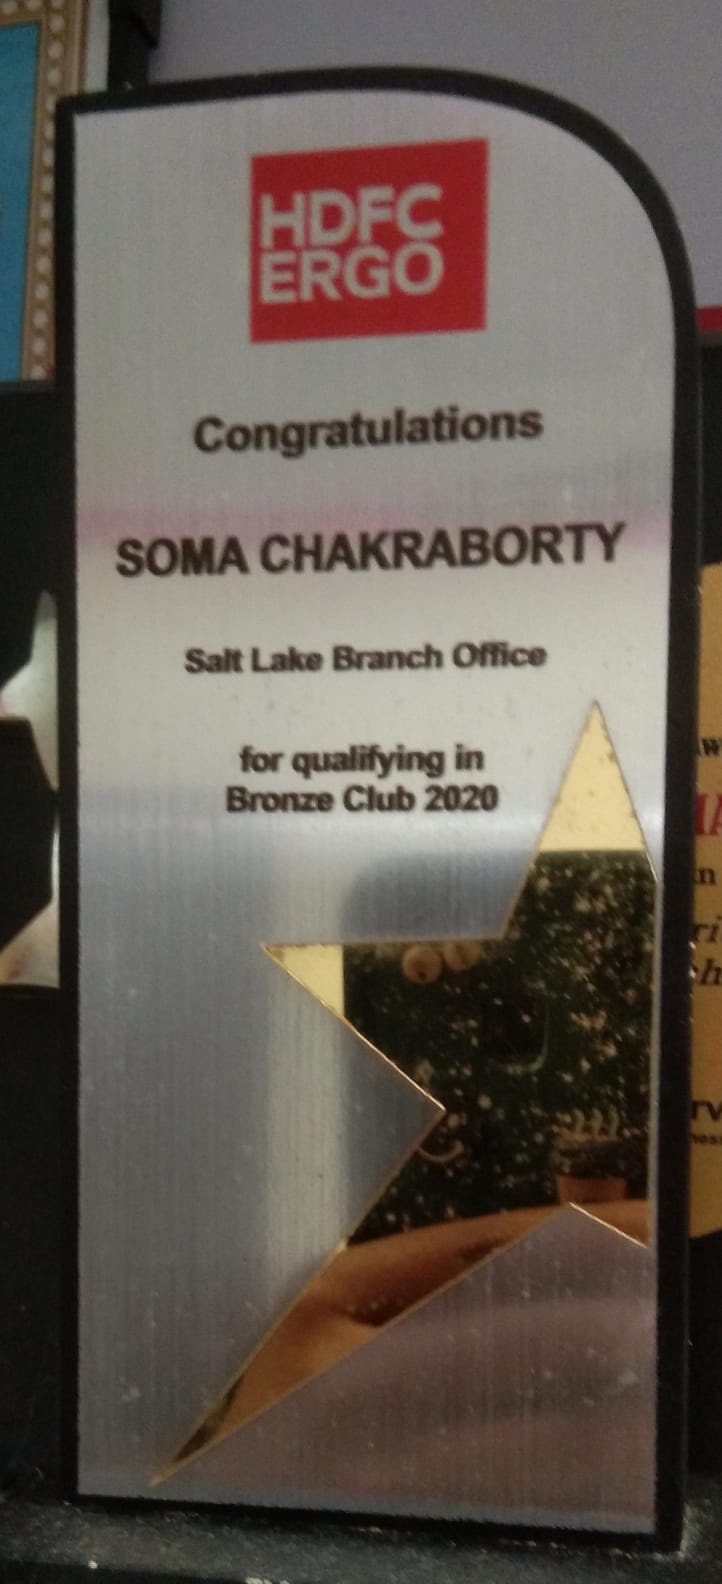 HDFC
ERGO
Congratulations
SOMA CHAKRABORTY
Salt Lake Branch Office
for qualifying in
Bronze Club 2020